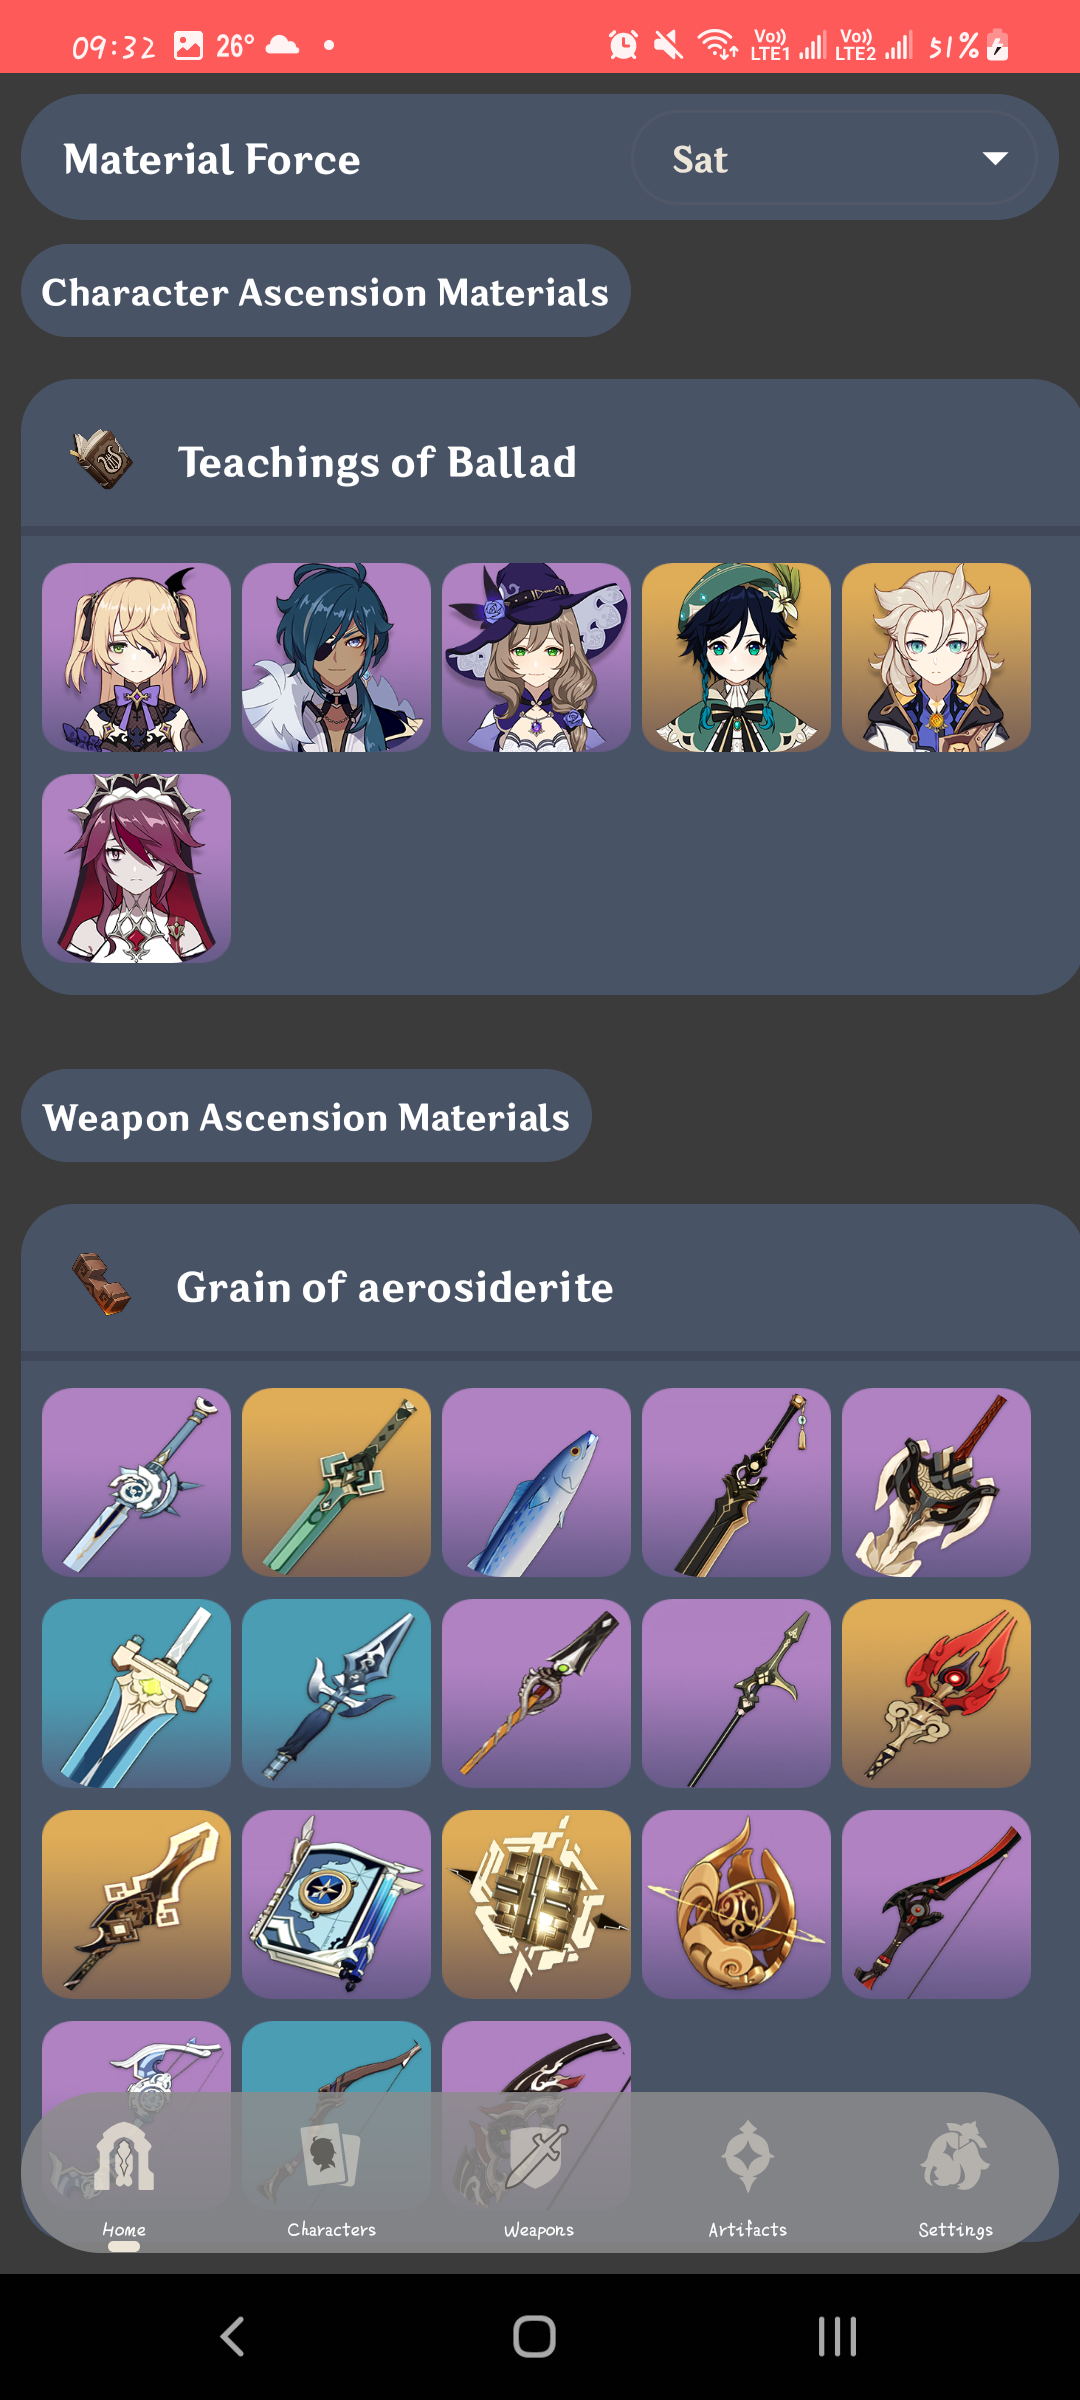 09:32 26° Vo)) LTE1 Vo)) LTE2 51%
Material Force
Sat
Character Ascension Materials
Teachings of Ballad
Weapon Ascension Materials
Grain of aerosiderite
Home
Characters
Weapons
Artifacts
Settings